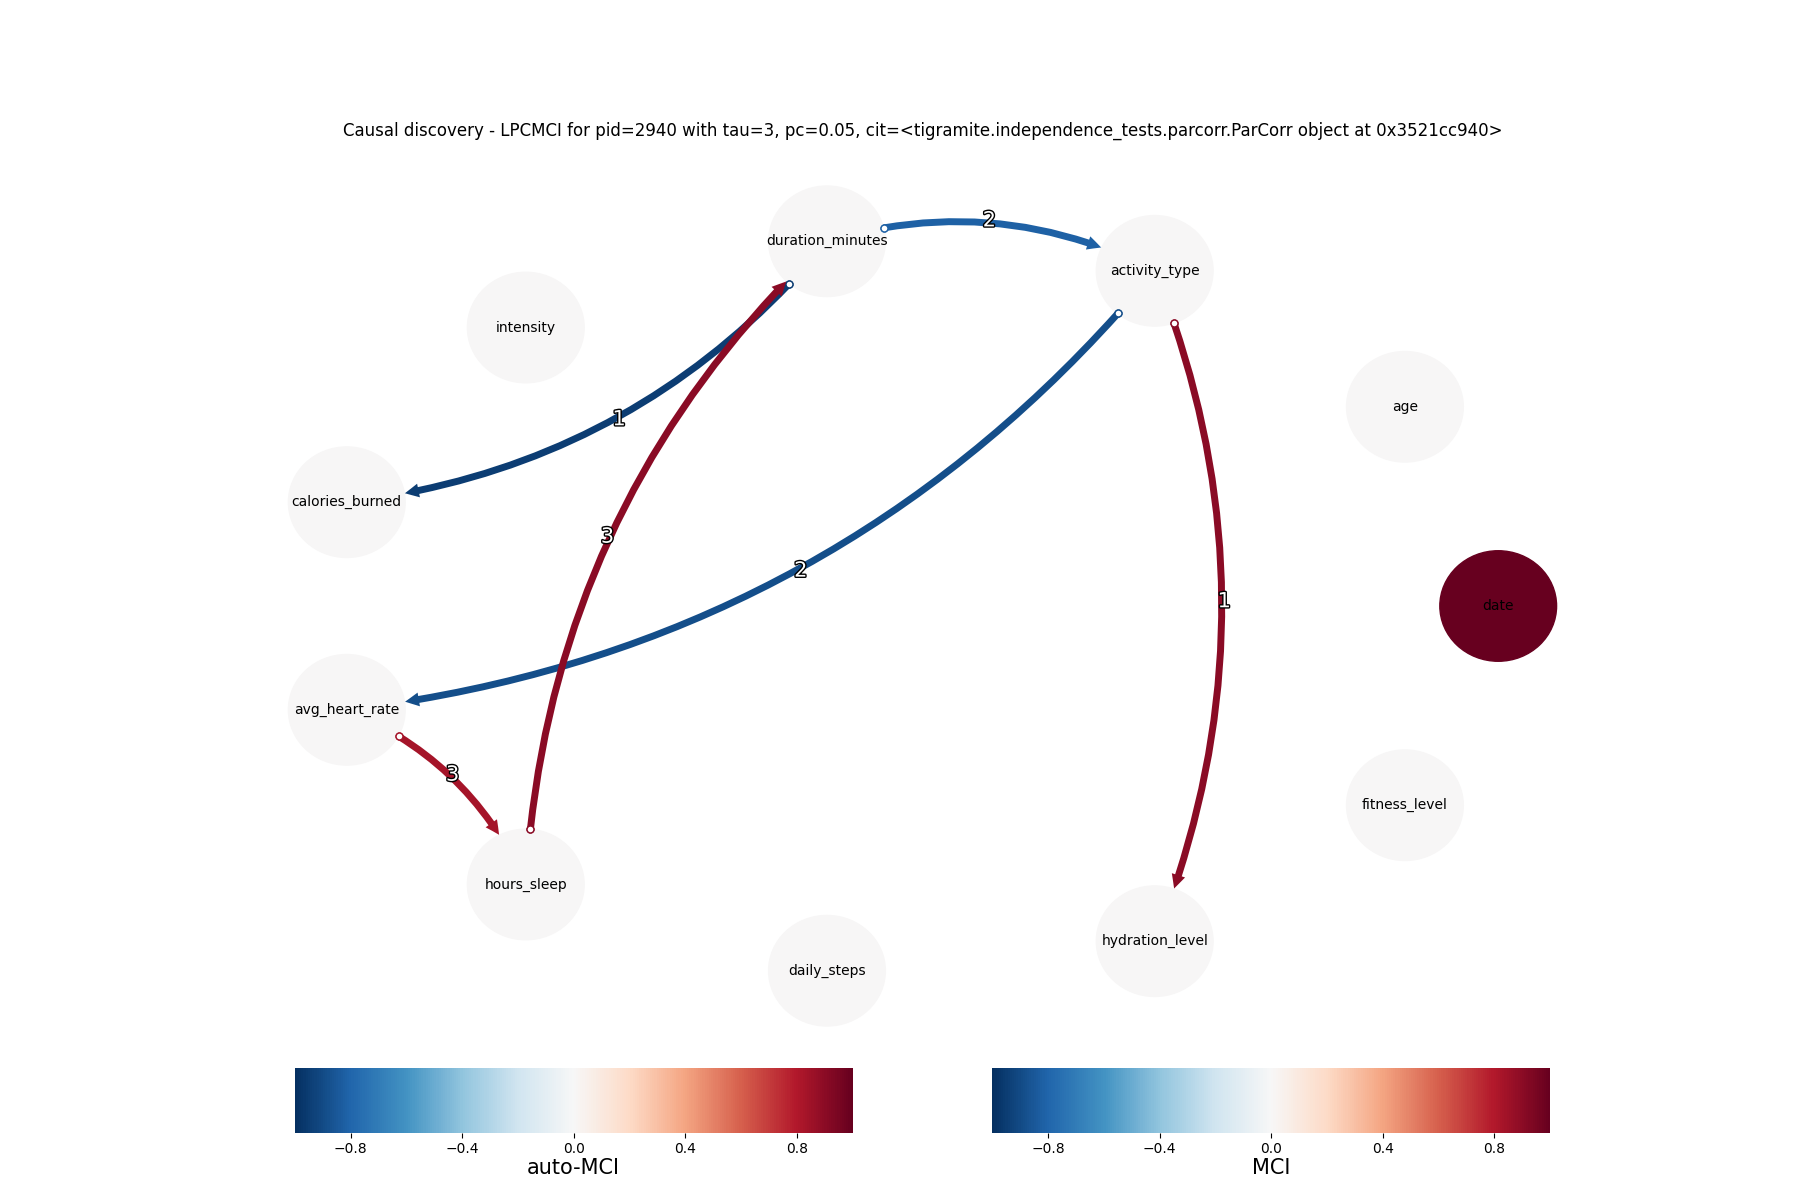 Causal discovery - LPCMCI for pid=2940 with tau=3, pc=0.05, cit=<tigramite.independence_tests.parcorr.ParCorr object at 0x3521cc940>
duration_minutes
2
activity_type
intensity
age
1
calories_burned
3
2
1
date
avg_heart_rate
3
fitness_level
hours_sleep
hydration_level
daily_steps
−0.8 −0.4 0.0 0.4 0.8
auto-MCI
−0.8 −0.4 0.0 0.4 0.8
MCI